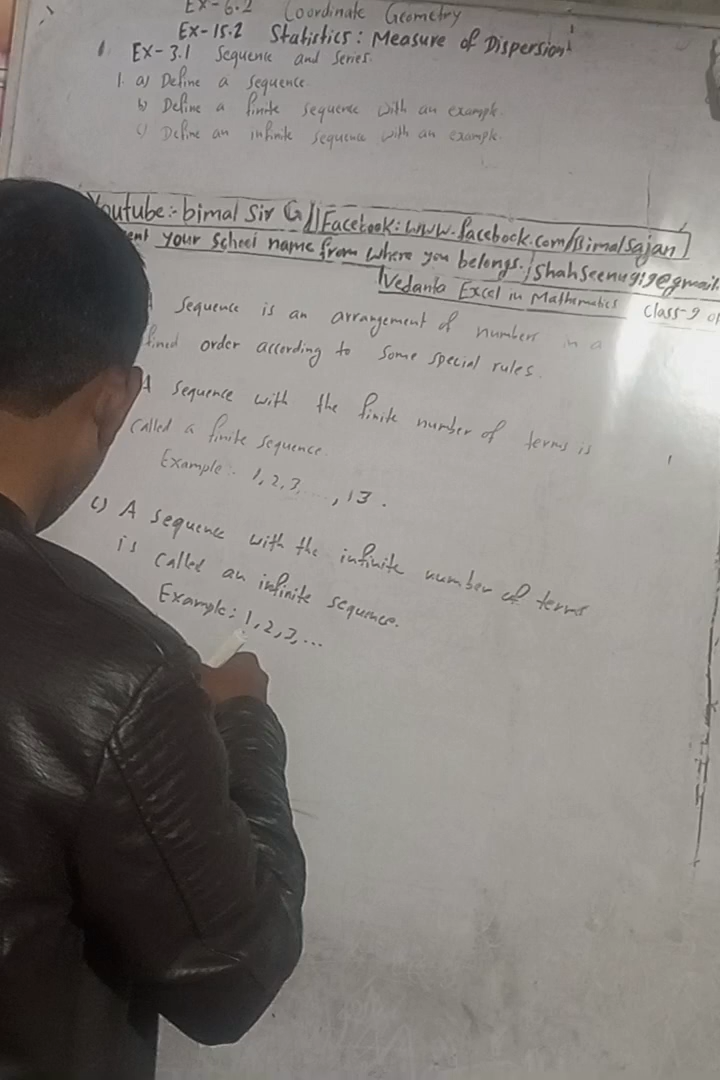 Ex-6.2 Coordinate Geometry
Ex-15.2 Statistics: Measure of Dispersion
Ex-3.1 Sequence and Series.
1. a) Define a sequence.
b) Define a finite sequence with an example.
c) Define an infinite sequence with an example.
Youtube:- bimal Sir G Facebook: www.facebook.com/Bimalsajan
your School name from where you belongs.
Vedanta Excel in Mathematics Class-9
A sequence is an arrangement of numbers in a
fined order according to some special rules.
A sequence with the finite number of terms is
called a finite sequence.
Example:- 1, 2, 3, ..., 13.
c) A sequence with the infinite number of terms
is called an infinite sequence.
Example: 1, 2, 3, ...